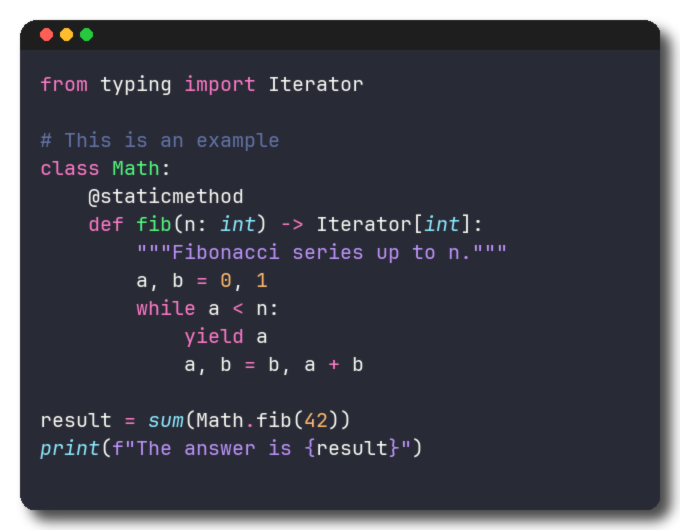 from typing import Iterator

# This is an example
class Math:
    @staticmethod
    def fib(n: int) -> Iterator[int]:
        """Fibonacci series up to n."""
        a, b = 0, 1
        while a < n:
            yield a
            a, b = b, a + b

result = sum(Math.fib(42))
print(f"The answer is {result}")